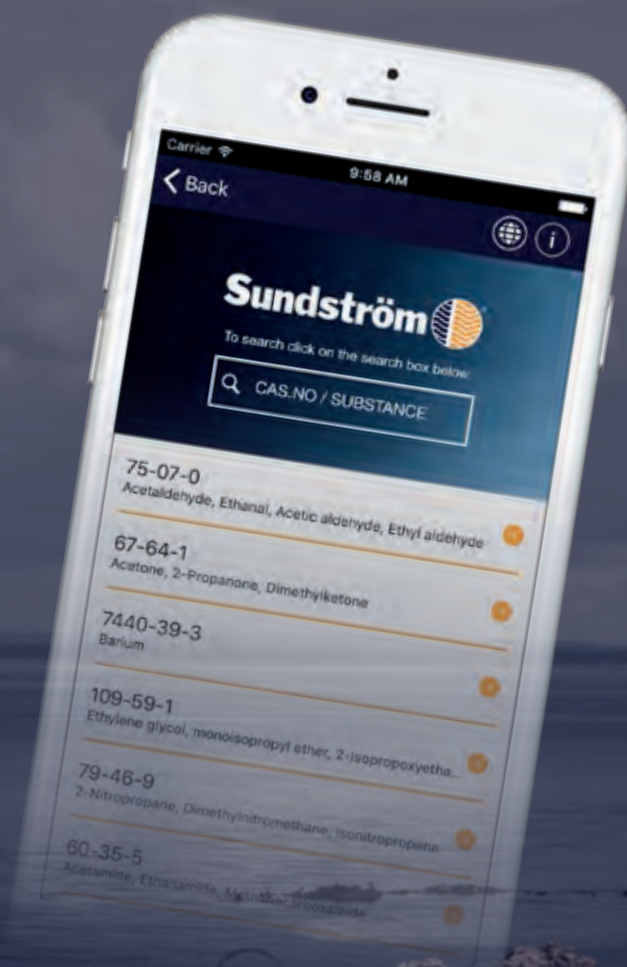 Carrier
9:58 AM
Back
i
Sundström
To search click on the search box below:
CAS.NO / SUBSTANCE
75-07-0
Acetaldehyde, Ethanal, Acetic aldehyde, Ethyl aldehyde
67-64-1
Acetone, 2-Propanone, Dimethylketone
7440-39-3
Barium
109-59-1
Ethylene glycol, monoisopropyl ether, 2-Isopropoxyetha...
79-46-9
2-Nitropropane, Dimethylnitromethane, Isonitropropane
60-35-5
Acetamide, Ethanamide,